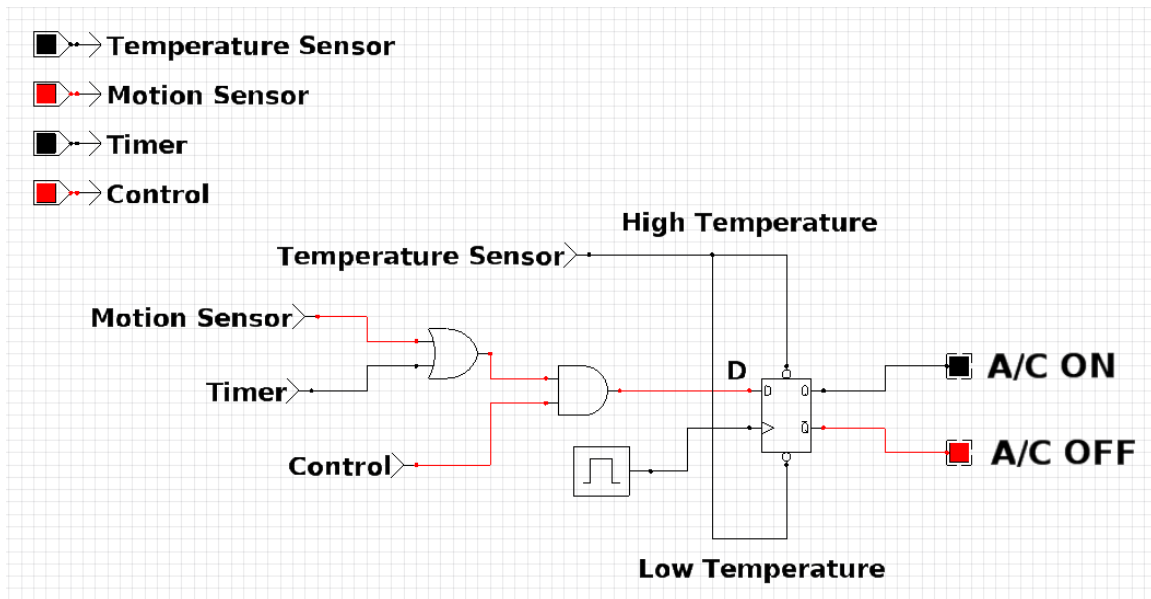 Temperature Sensor
Motion Sensor
Timer
Control
High Temperature
Temperature Sensor
Motion Sensor
Timer
Control
D
D
Q
Q̅
A/C ON
A/C OFF
Low Temperature